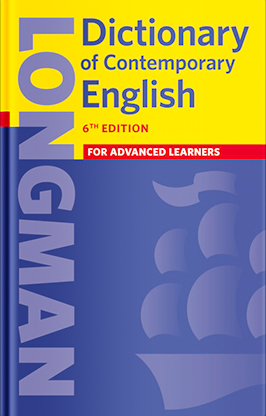 LONGMAN
Dictionary
of Contemporary
English
6TH EDITION
FOR ADVANCED LEARNERS